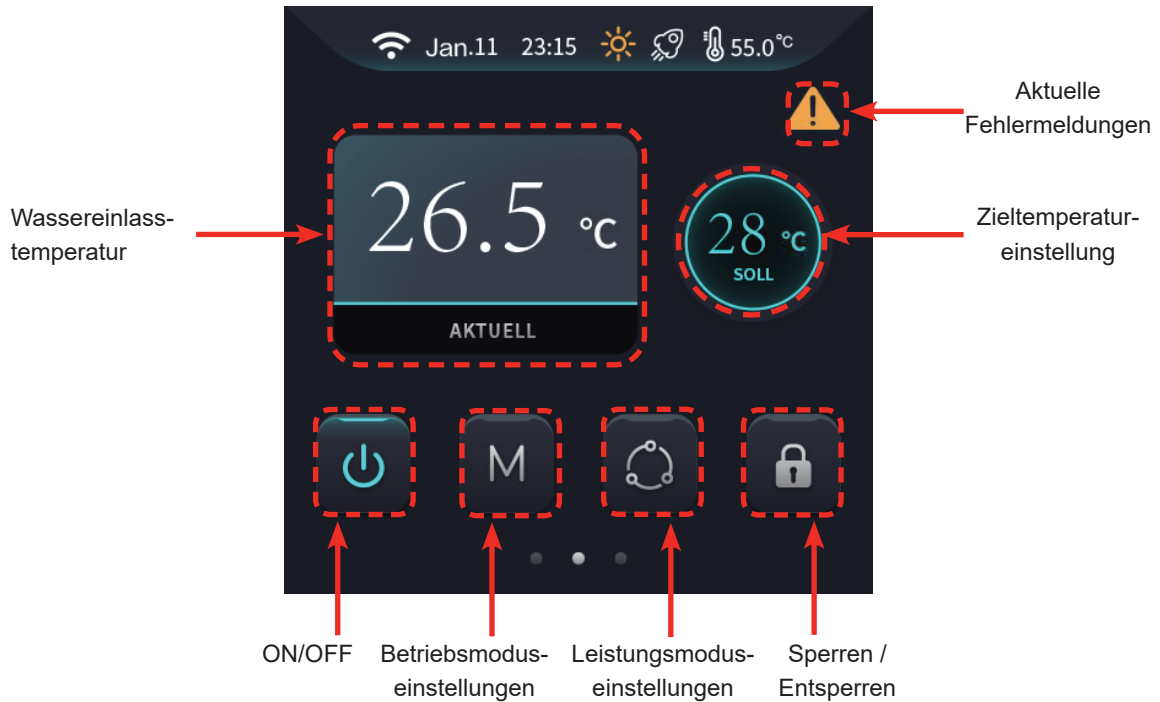 Jan.11 23:15 55.0°C
Aktuelle
Fehlermeldungen
26.5 °C
AKTUELL
Wassereinlass-
temperatur
28 °C
SOLL
Zieltemperatur-
einstellung
M
ON/OFF
Betriebsmodus-
einstellungen
Leistungsmodus-
einstellungen
Sperren /
Entsperren